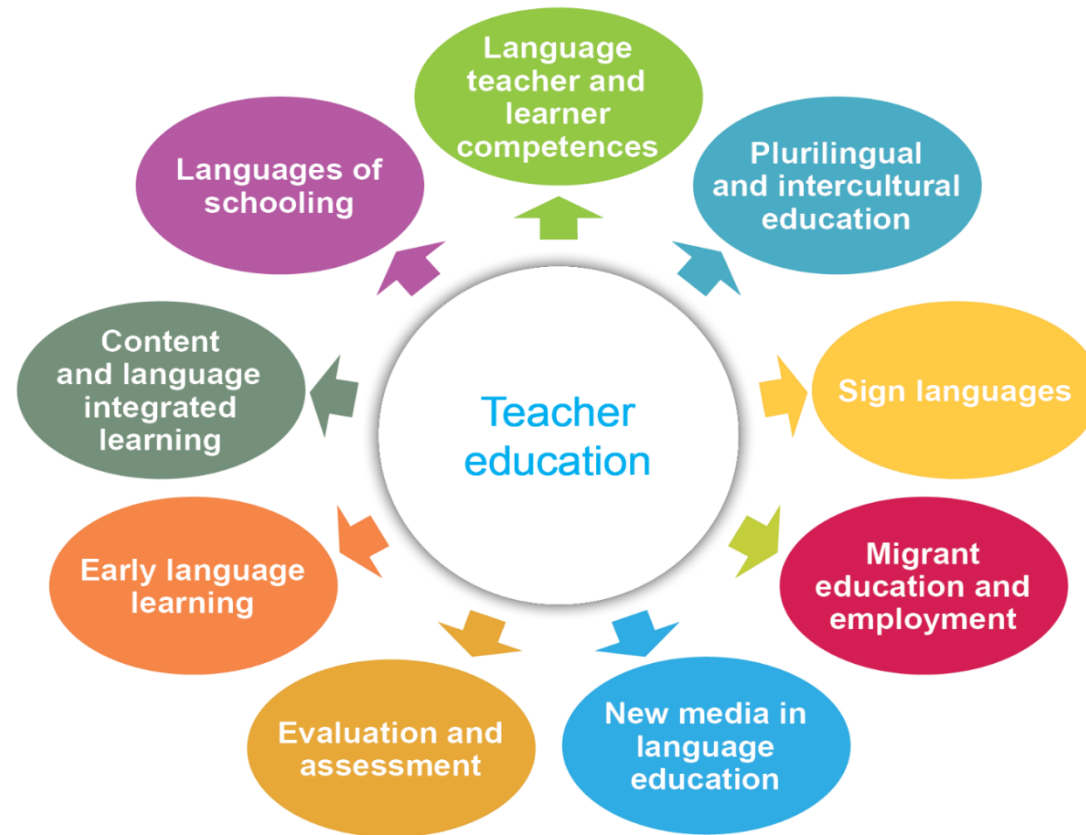 Language
teacher and
learner
competences
Plurilingual
and intercultural
education
Sign languages
Migrant
education and
employment
New media in
language
education
Evaluation and
assessment
Early language
learning
Content
and language
integrated
learning
Languages of
schooling
Teacher
education